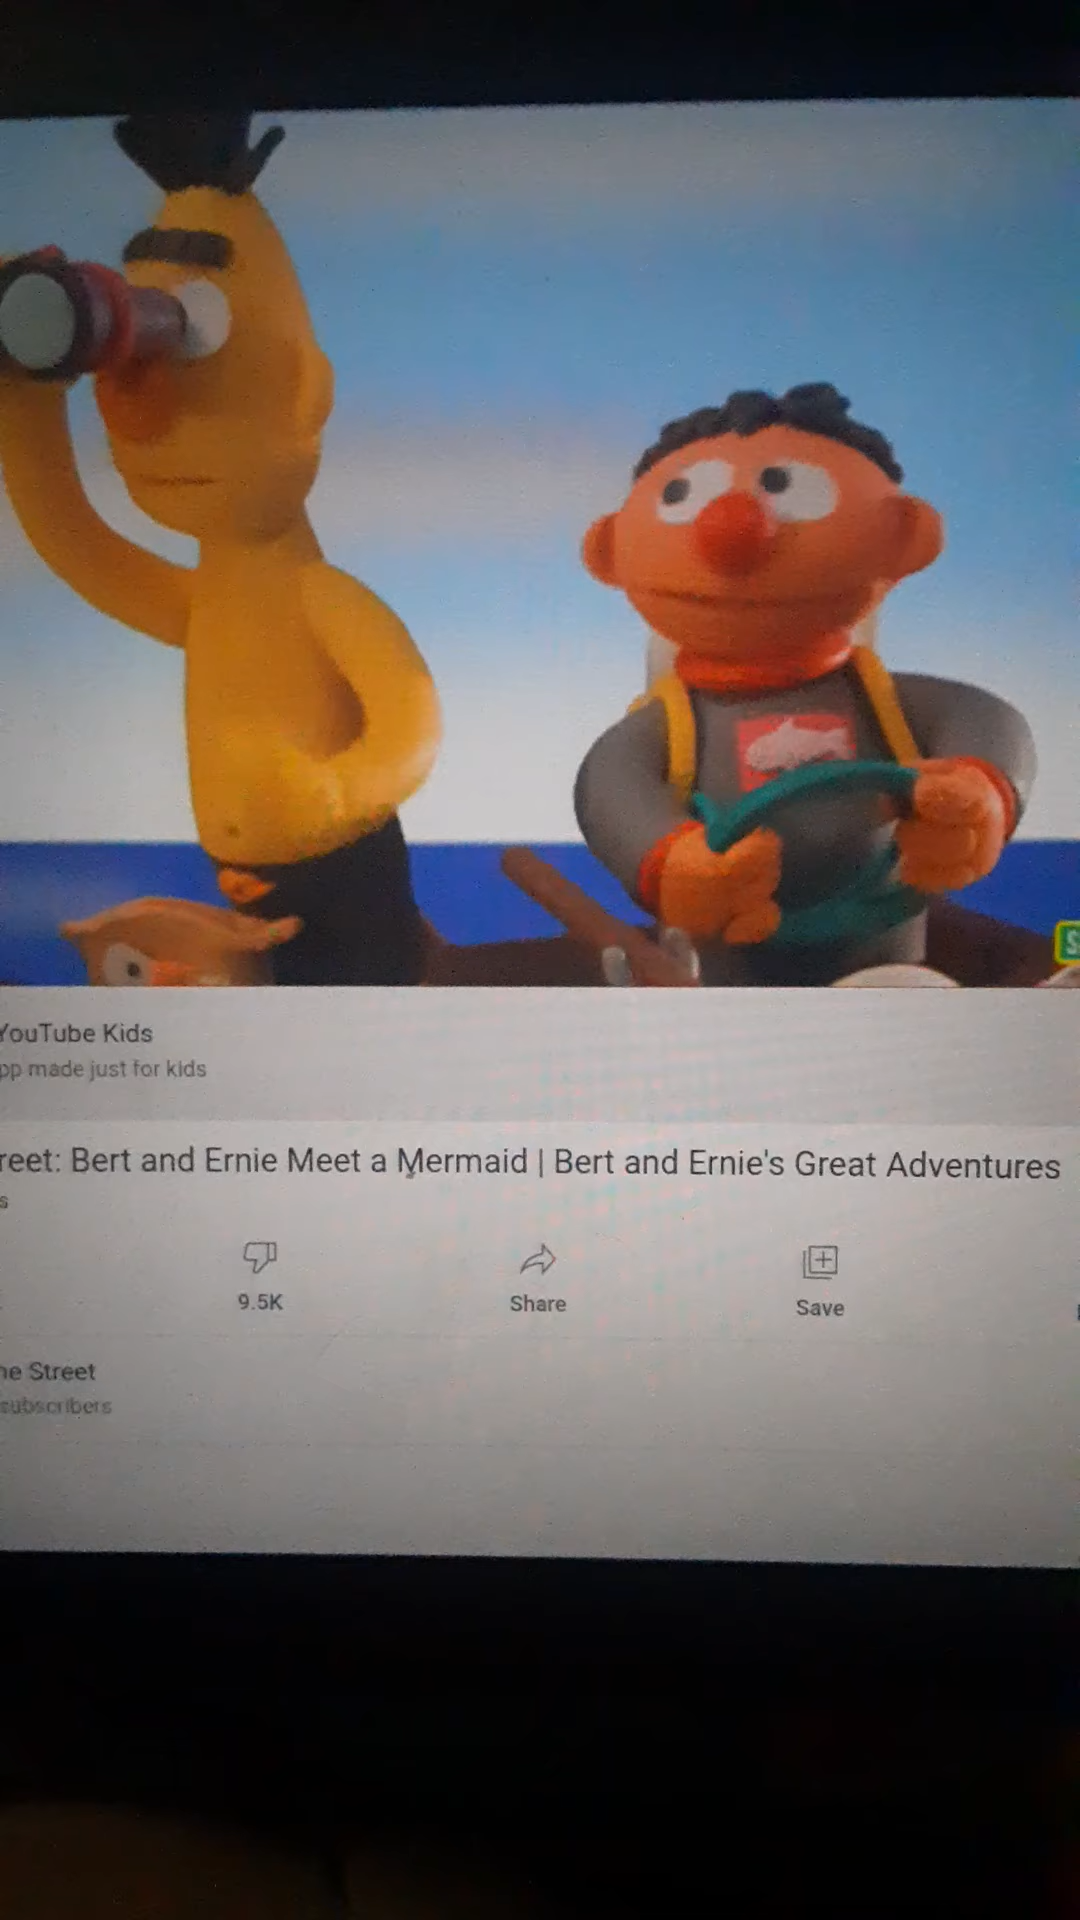 S
YouTube Kids
pp made just for kids
reet: Bert and Ernie Meet a Mermaid | Bert and Ernie's Great Adventures
s
9.5K
Share
Save
ne Street
subscribers